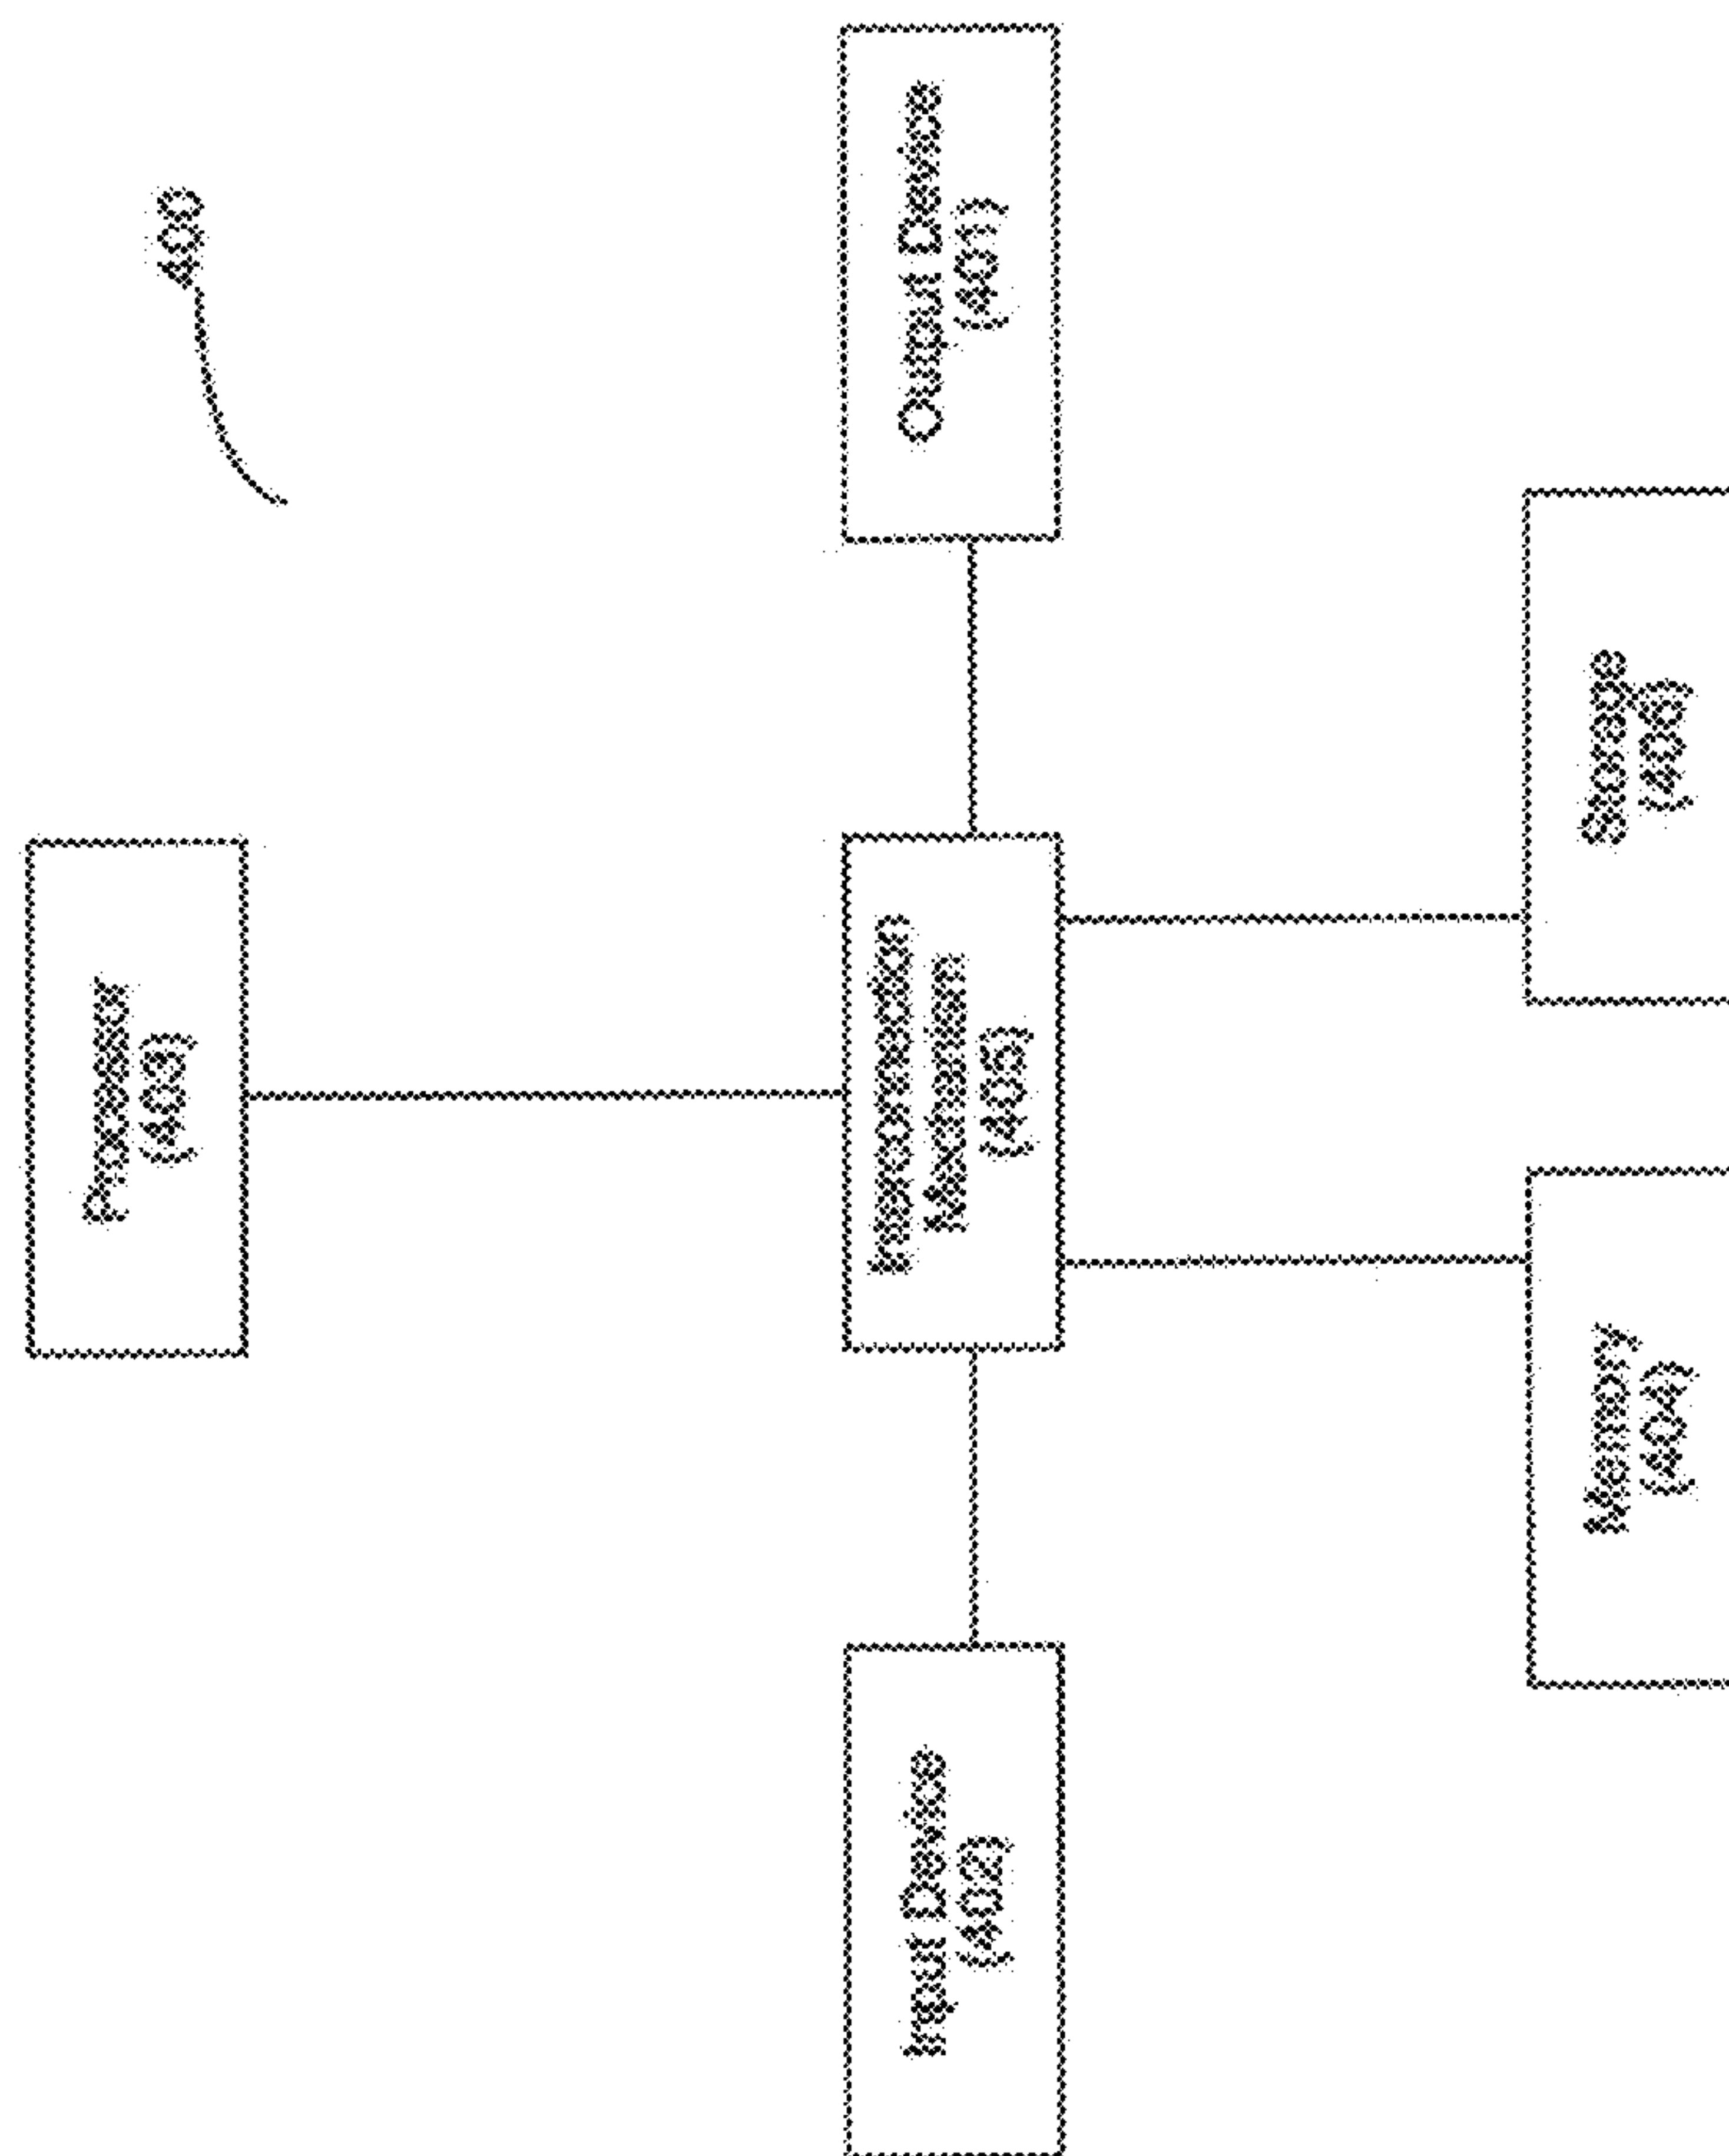 400
Processor
(403)
Input Device
(402)
Interconnection
Mechanism
(405)
Output Device
(401)
Memory
(404)
Storage
(406)